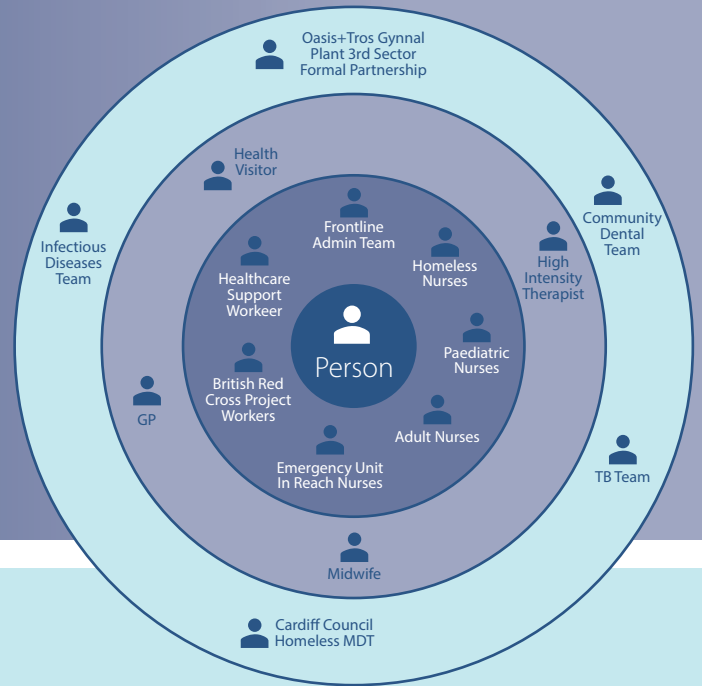 Oasis+Tros Gynnal
Plant 3rd Sector
Formal Partnership
Health
Visitor
Community
Dental
Team
Infectious
Diseases
Team
High
Intensity
Therapist
Frontline
Admin Team
Homeless
Nurses
Healthcare
Support
Workeer
Person
Paediatric
Nurses
British Red
Cross Project
Workers
Adult Nurses
GP
Emergency Unit
In Reach Nurses
TB Team
Midwife
Cardiff Council
Homeless MDT